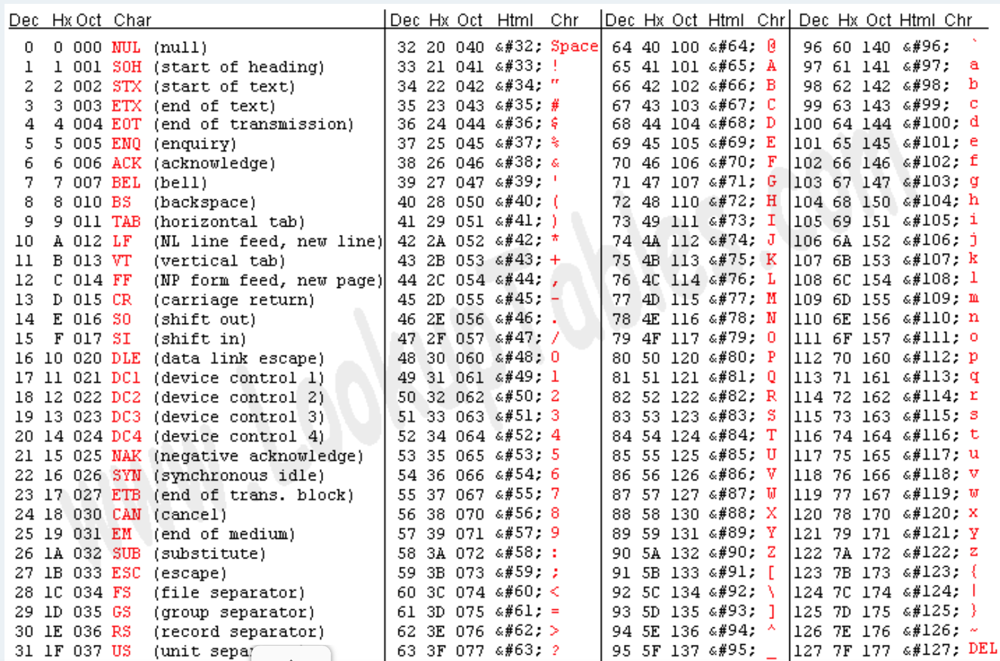 Dec Hx Oct Char Dec Hx Oct Html Chr Dec Hx Oct Html Chr Dec Hx Oct Html Chr
0 0 000 NUL (null) 32 20 040 &#32; Space 64 40 100 &#64; @ 96 60 140 &#96; `
1 1 001 SOH (start of heading) 33 21 041 &#33; ! 65 41 101 &#65; A 97 61 141 &#97; a
2 2 002 STX (start of text) 34 22 042 &#34; " 66 42 102 &#66; B 98 62 142 &#98; b
3 3 003 ETX (end of text) 35 23 043 &#35; # 67 43 103 &#67; C 99 63 143 &#99; c
4 4 004 EOT (end of transmission) 36 24 044 &#36; $ 68 44 104 &#68; D 100 64 144 &#100; d
5 5 005 ENQ (enquiry) 37 25 045 &#37; % 69 45 105 &#69; E 101 65 145 &#101; e
6 6 006 ACK (acknowledge) 38 26 046 &#38; & 70 46 106 &#70; F 102 66 146 &#102; f
7 7 007 BEL (bell) 39 27 047 &#39; ' 71 47 107 &#71; G 103 67 147 &#103; g
8 8 010 BS (backspace) 40 28 050 &#40; ( 72 48 110 &#72; H 104 68 150 &#104; h
9 9 011 TAB (horizontal tab) 41 29 051 &#41; ) 73 49 111 &#73; I 105 69 151 &#105; i
10 A 012 LF (NL line feed, new line) 42 2A 052 &#42; * 74 4A 112 &#74; J 106 6A 152 &#106; j
11 B 013 VT (vertical tab) 43 2B 053 &#43; + 75 4B 113 &#75; K 107 6B 153 &#107; k
12 C 014 FF (NP form feed, new page) 44 2C 054 &#44; , 76 4C 114 &#76; L 108 6C 154 &#108; l
13 D 015 CR (carriage return) 45 2D 055 &#45; - 77 4D 115 &#77; M 109 6D 155 &#109; m
14 E 016 SO (shift out) 46 2E 056 &#46; . 78 4E 116 &#78; N 110 6E 156 &#110; n
15 F 017 SI (shift in) 47 2F 057 &#47; / 79 4F 117 &#79; O 111 6F 157 &#111; o
16 10 020 DLE (data link escape) 48 30 060 &#48; 0 80 50 120 &#80; P 112 70 160 &#112; p
17 11 021 DC1 (device control 1) 49 31 061 &#49; 1 81 51 121 &#81; Q 113 71 161 &#113; q
18 12 022 DC2 (device control 2) 50 32 062 &#50; 2 82 52 122 &#82; R 114 72 162 &#114; r
19 13 023 DC3 (device control 3) 51 33 063 &#51; 3 83 53 123 &#83; S 115 73 163 &#115; s
20 14 024 DC4 (device control 4) 52 34 064 &#52; 4 84 54 124 &#84; T 116 74 164 &#116; t
21 15 025 NAK (negative acknowledge) 53 35 065 &#53; 5 85 55 125 &#85; U 117 75 165 &#117; u
22 16 026 SYN (synchronous idle) 54 36 066 &#54; 6 86 56 126 &#86; V 118 76 166 &#118; v
23 17 027 ETB (end of trans. block) 55 37 067 &#55; 7 87 57 127 &#87; W 119 77 167 &#119; w
24 18 030 CAN (cancel) 56 38 070 &#56; 8 88 58 130 &#88; X 120 78 170 &#120; x
25 19 031 EM (end of medium) 57 39 071 &#57; 9 89 59 131 &#89; Y 121 79 171 &#121; y
26 1A 032 SUB (substitute) 58 3A 072 &#58; : 90 5A 132 &#90; Z 122 7A 172 &#122; z
27 1B 033 ESC (escape) 59 3B 073 &#59; ; 91 5B 133 &#91; [ 123 7B 173 &#123; {
28 1C 034 FS (file separator) 60 3C 074 &#60; < 92 5C 134 &#92; \ 124 7C 174 &#124; |
29 1D 035 GS (group separator) 61 3D 075 &#61; = 93 5D 135 &#93; ] 125 7D 175 &#125; }
30 1E 036 RS (record separator) 62 3E 076 &#62; > 94 5E 136 &#94; ^ 126 7E 176 &#126; ~
31 1F 037 US (unit 63 3F 077 &#63; ? 95 5F 137 &#95; _ 127 7F 177 &#127; DEL
www.LookupTables.com